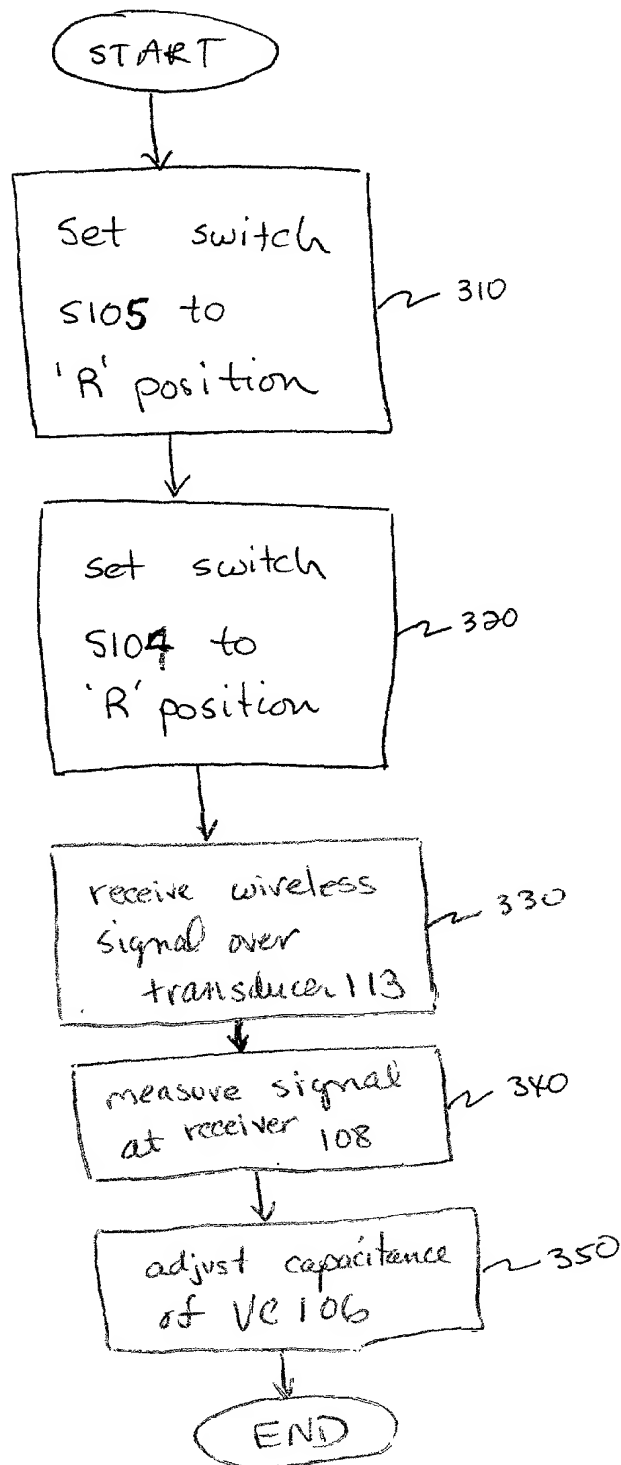 START
Set switch
S105 to
'R' position
310
set switch
S104 to
'R' position
320
receive wireless
signal over
transducer 113
330
measure signal
at receiver 108
340
adjust capacitance
of VC 106
350
END